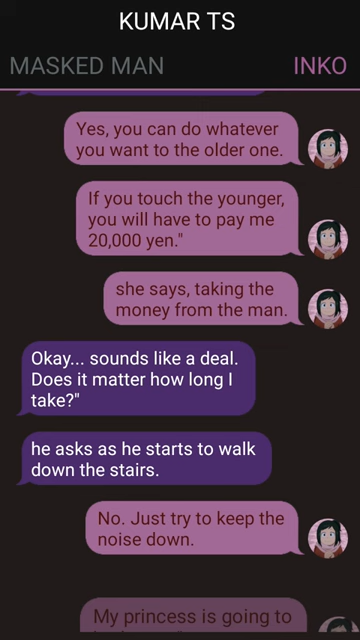 KUMAR TS
MASKED MAN
INKO
Yes, you can do whatever
you want to the older one.
If you touch the younger,
you will have to pay me
20,000 yen."
she says, taking the
money from the man.
Okay... sounds like a deal.
Does it matter how long I
take?"
he asks as he starts to walk
down the stairs.
No. Just try to keep the
noise down.
My princess is going to